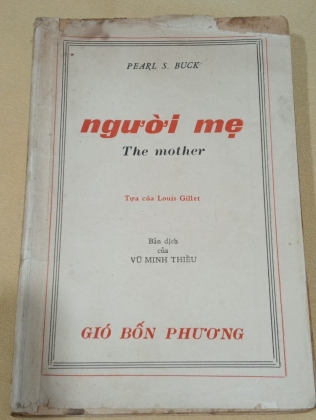 PEARL S. BUCK
người mẹ
The mother
Tựa của Louis Gillet
Bản dịch
của
VŨ MINH THIỀU
GIÓ BỐN PHƯƠNG